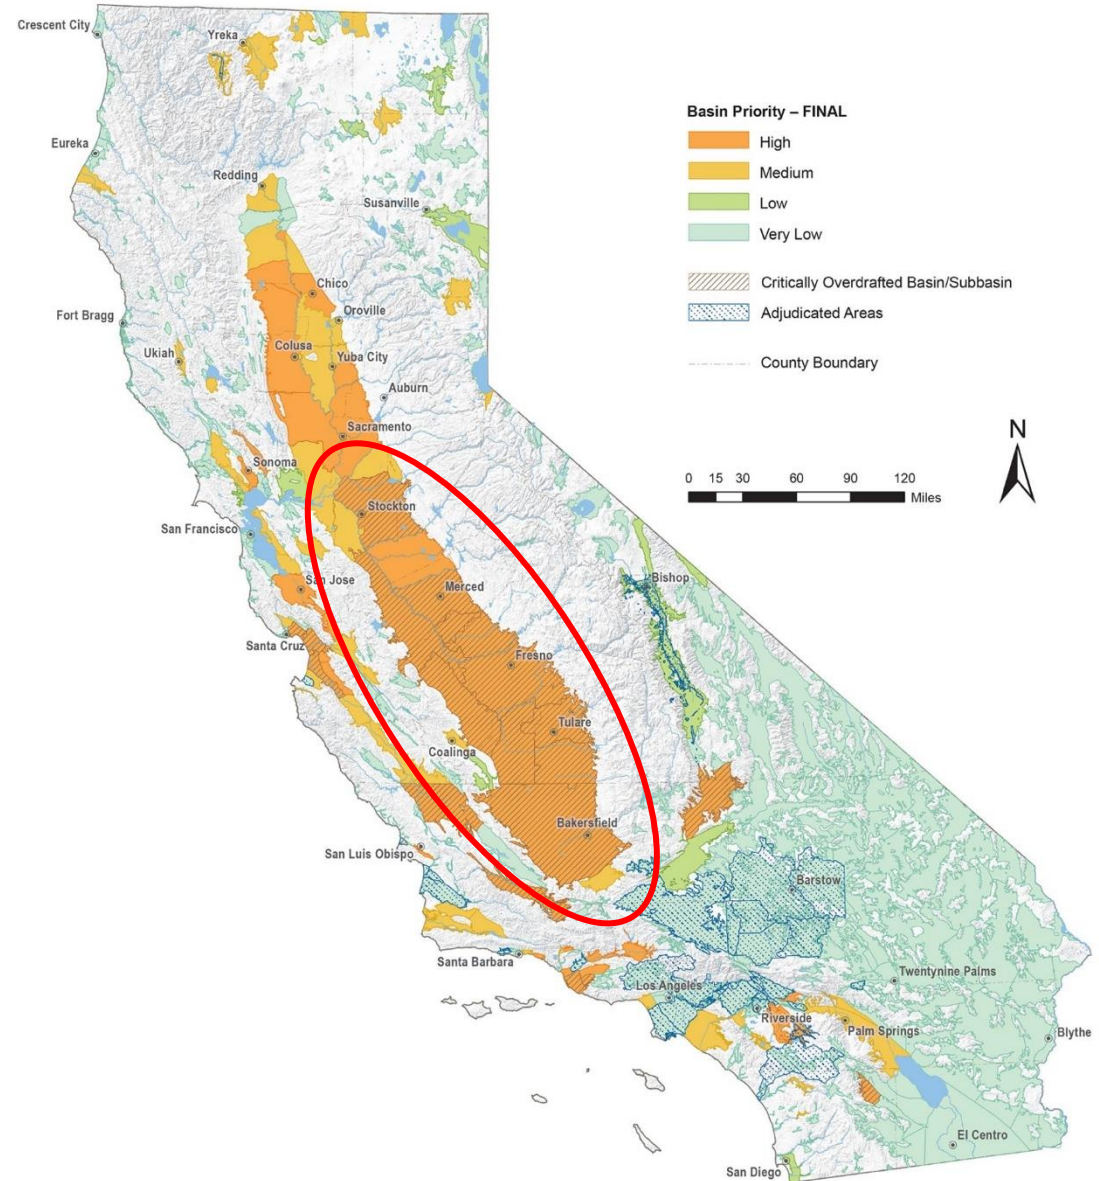 Crescent City
Yreka
Basin Priority – FINAL
High
Medium
Low
Very Low
Critically Overdrafted Basin/Subbasin
Adjudicated Areas
County Boundary
N
0 15 30 60 90 120
Miles
Eureka
Redding
Susanville
Chico
Oroville
Fort Bragg
Ukiah
Colusa
Yuba City
Auburn
Sacramento
Sonoma
Stockton
San Francisco
San Jose
Merced
Bishop
Santa Cruz
Fresno
Tulare
Coalinga
Bakersfield
San Luis Obispo
Barstow
Santa Barbara
Los Angeles
Twentynine Palms
Riverside
Palm Springs
Blythe
El Centro
San Diego